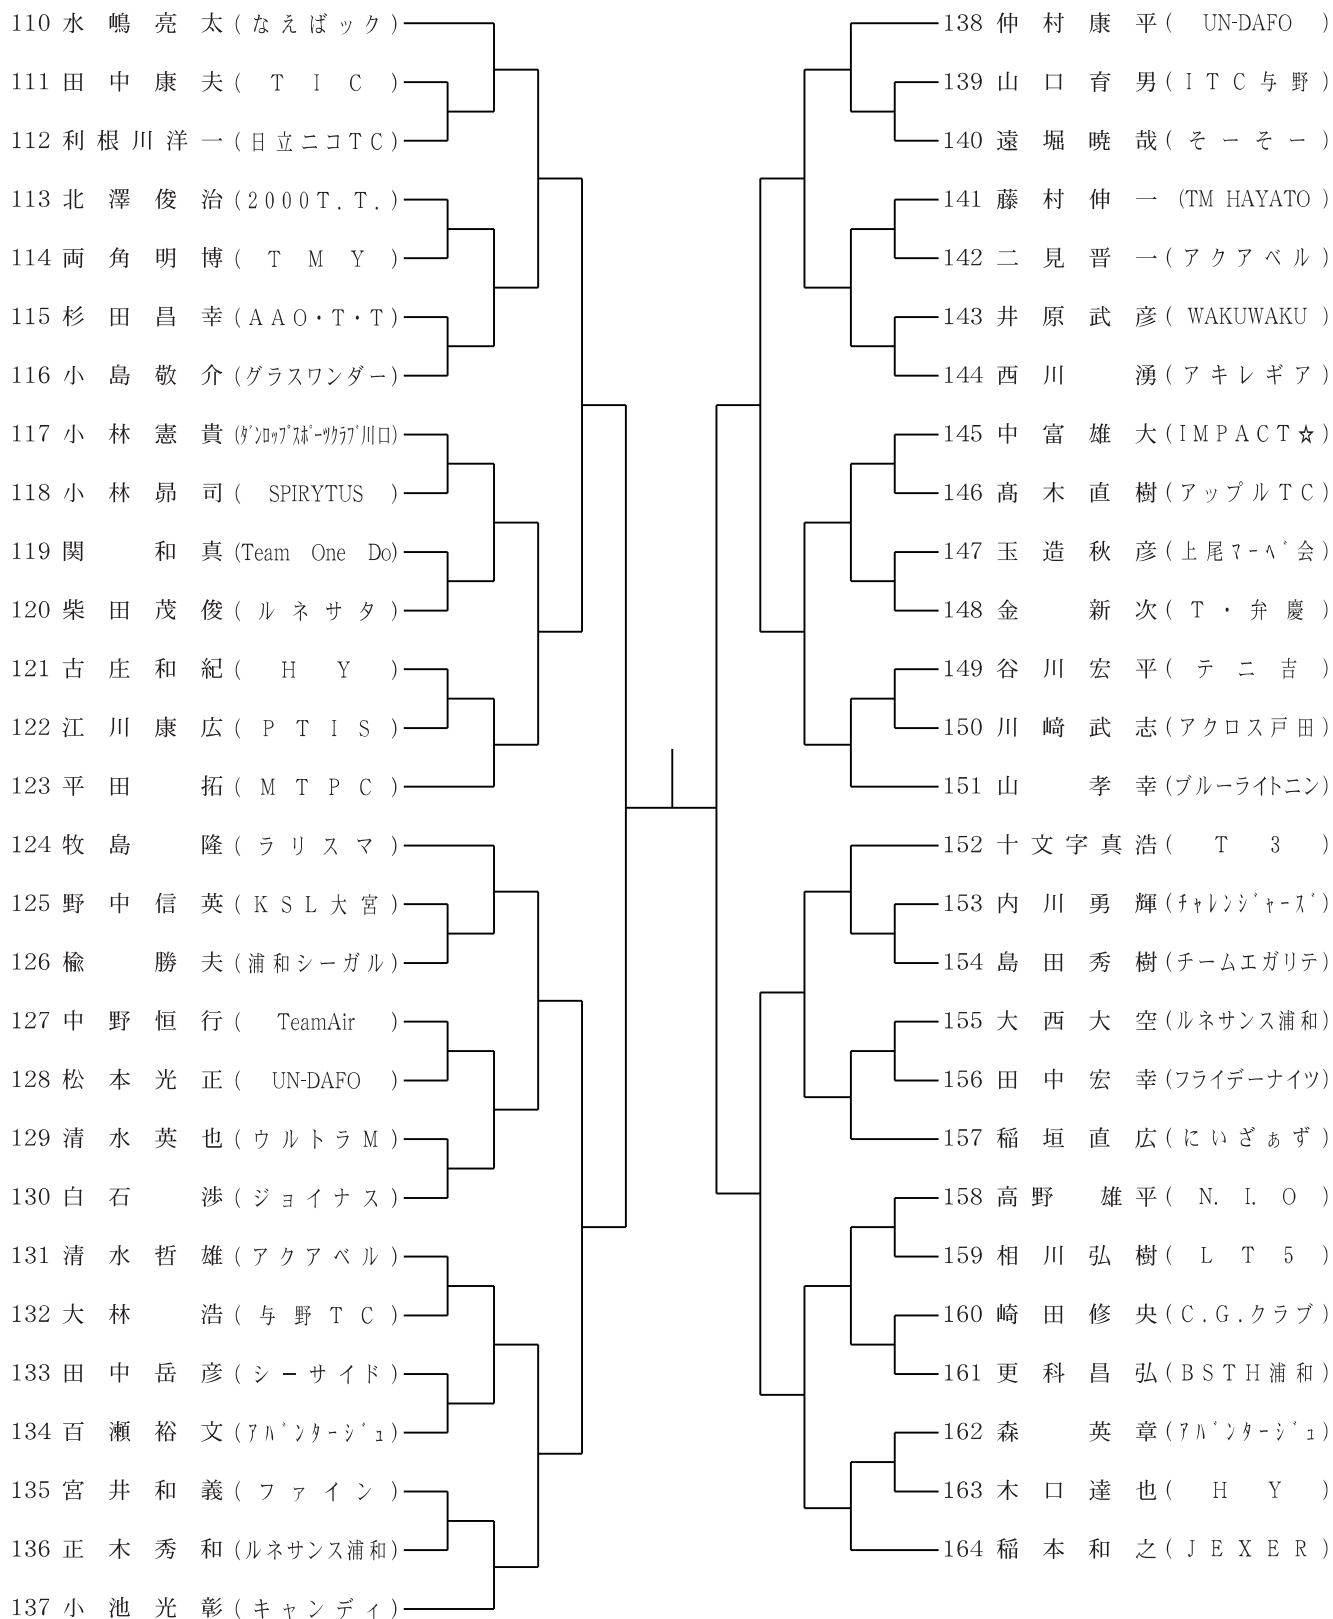 110 水嶋亮太 (なえばック)
111 田中康夫 (TIC)
112 利根川洋一 (日立ニコTC)
113 北澤俊治 (2000T.T.)
114 両角明博 (TMY)
115 杉田昌幸 (AAO・T・T)
116 小島敬介 (グラスワンダー)
117 小林憲貴 (ﾀﾞﾝﾛｯﾌﾟｽﾎﾟｰﾂｸﾗﾌﾞ川口)
118 小林昴司 (SPIRYTUS)
119 関和真 (Team One Do)
120 柴田茂俊 (ルネサタ)
121 古庄和紀 (HY)
122 江川康広 (PTIS)
123 平田拓 (MTPC)
124 牧島隆 (ラリスマ)
125 野中信英 (KSL大宮)
126 楡勝夫 (浦和シーガル)
127 中野恒行 (TeamAir)
128 松本光正 (UN-DAFO)
129 清水英也 (ウルトラM)
130 白石渉 (ジョイナス)
131 清水哲雄 (アクアベル)
132 大林浩 (与野TC)
133 田中岳彦 (シーサイド)
134 百瀬裕文 (ｱﾊﾞﾝﾀｰｼﾞｭ)
135 宮井和義 (ファイン)
136 正木秀和 (ルネサンス浦和)
137 小池光彰 (キャンディ)
138 仲村康平 (UN-DAFO)
139 山口育男 (ITC与野)
140 遠堀暁哉 (そーそー)
141 藤村伸一 (TM HAYATO)
142 二見晋一 (アクアベル)
143 井原武彦 (WAKUWAKU)
144 西川湧 (アキレギア)
145 中富雄大 (IMPACT☆)
146 髙木直樹 (アップルTC)
147 玉造秋彦 (上尾ｱｰﾍﾞ会)
148 金新次 (T・弁慶)
149 谷川宏平 (テニ吉)
150 川﨑武志 (アクロス戸田)
151 山孝幸 (ブルーライトニン)
152 十文字真浩 (T3)
153 内川勇輝 (ﾁｬﾚﾝｼﾞｬｰｽﾞ)
154 島田秀樹 (チームエガリテ)
155 大西大空 (ルネサンス浦和)
156 田中宏幸 (フライデーナイツ)
157 稲垣直広 (にいざぁず)
158 高野雄平 (N.I.O)
159 相川弘樹 (LT5)
160 崎田修央 (C.G.クラブ)
161 更科昌弘 (BSTH浦和)
162 森英章 (ｱﾊﾞﾝﾀｰｼﾞｭ)
163 木口達也 (HY)
164 稲本和之 (JEXER)